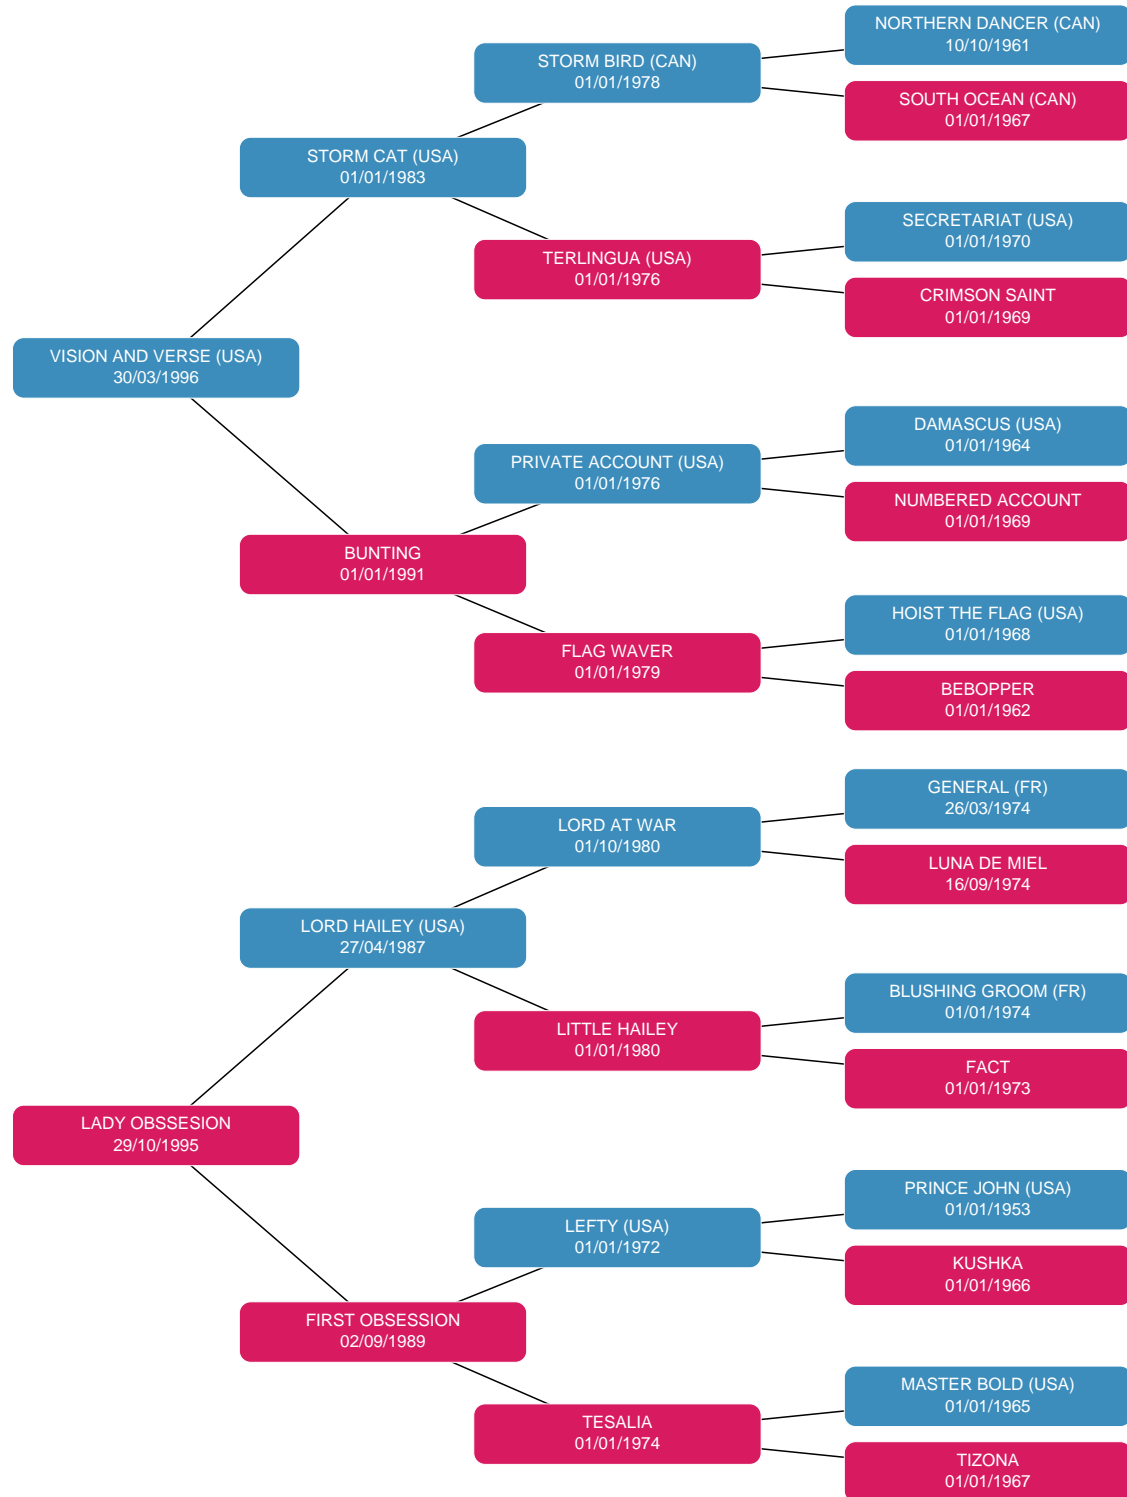 NORTHERN DANCER (CAN)
10/10/1961
STORM BIRD (CAN)
01/01/1978
SOUTH OCEAN (CAN)
01/01/1967
STORM CAT (USA)
01/01/1983
SECRETARIAT (USA)
01/01/1970
TERLINGUA (USA)
01/01/1976
CRIMSON SAINT
01/01/1969
VISION AND VERSE (USA)
30/03/1996
DAMASCUS (USA)
01/01/1964
PRIVATE ACCOUNT (USA)
01/01/1976
NUMBERED ACCOUNT
01/01/1969
BUNTING
01/01/1991
HOIST THE FLAG (USA)
01/01/1968
FLAG WAVER
01/01/1979
BEBOPPER
01/01/1962
GENERAL (FR)
26/03/1974
LORD AT WAR
01/10/1980
LUNA DE MIEL
16/09/1974
LORD HAILEY (USA)
27/04/1987
BLUSHING GROOM (FR)
01/01/1974
LITTLE HAILEY
01/01/1980
FACT
01/01/1973
LADY OBSSESION
29/10/1995
PRINCE JOHN (USA)
01/01/1953
LEFTY (USA)
01/01/1972
KUSHKA
01/01/1966
FIRST OBSESSION
02/09/1989
MASTER BOLD (USA)
01/01/1965
TESALIA
01/01/1974
TIZONA
01/01/1967